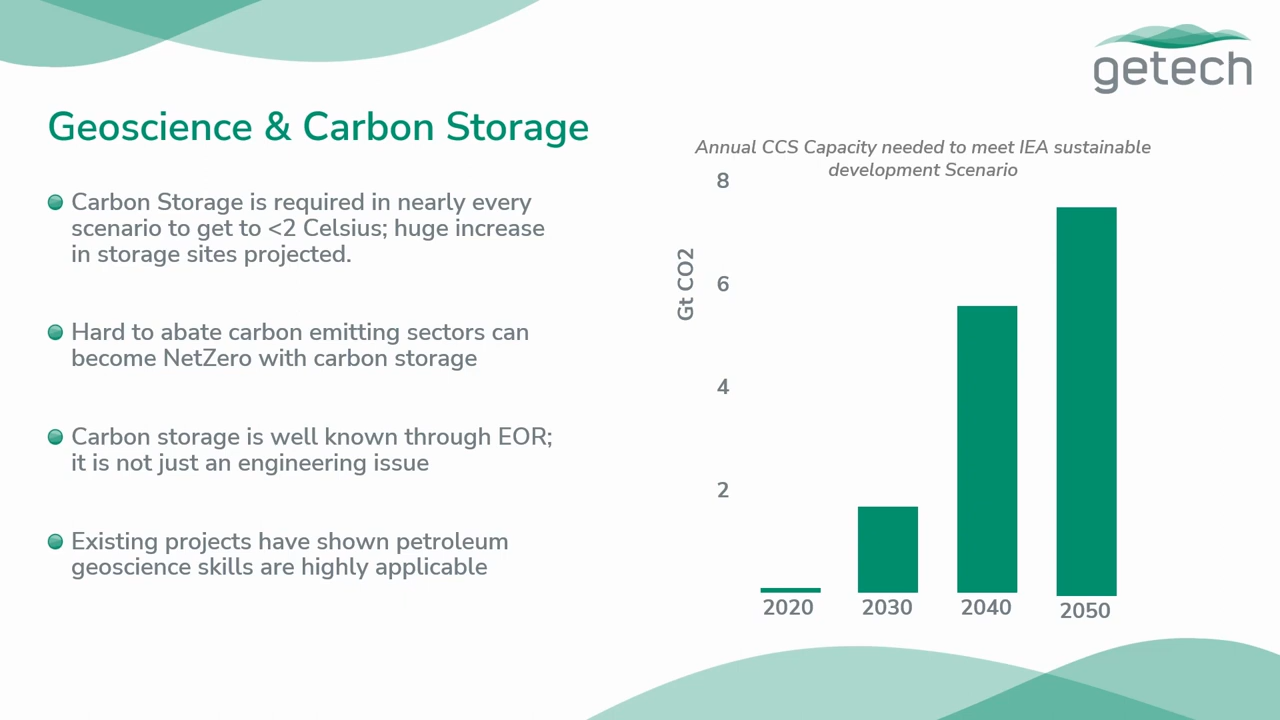 getech
Geoscience & Carbon Storage
Carbon Storage is required in nearly every
scenario to get to <2 Celsius; huge increase
in storage sites projected.
Hard to abate carbon emitting sectors can
become NetZero with carbon storage
Carbon storage is well known through EOR;
it is not just an engineering issue
Existing projects have shown petroleum
geoscience skills are highly applicable
Annual CCS Capacity needed to meet IEA sustainable
development Scenario
Gt CO2
8
6
4
2
2020
2030
2040
2050